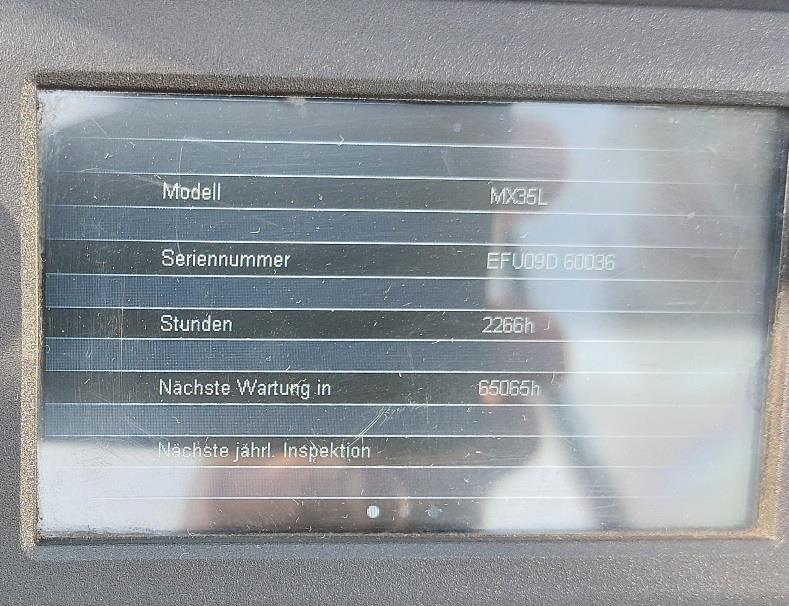 Modell MX35L
Seriennummer EFU09D 60036
Stunden 2266h
Nächste Wartung in 65065h
Nächste jährl. Inspektion